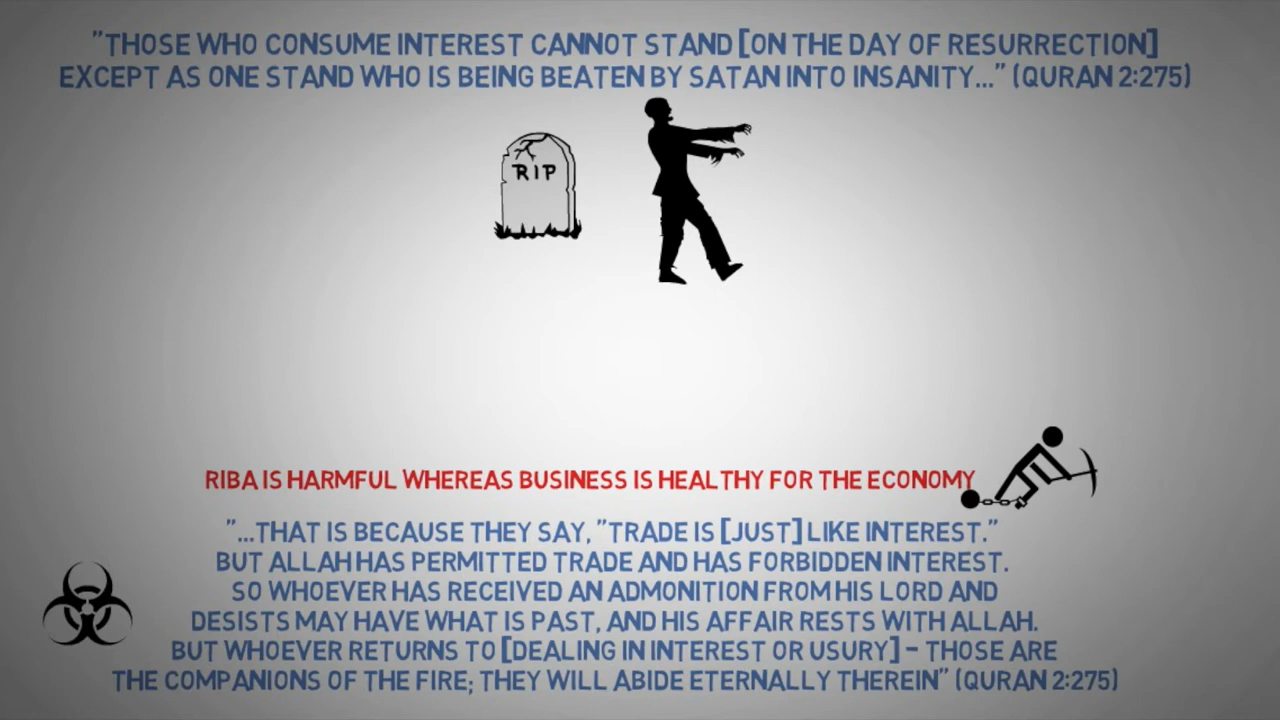 "THOSE WHO CONSUME INTEREST CANNOT STAND [ON THE DAY OF RESURRECTION]
EXCEPT AS ONE STAND WHO IS BEING BEATEN BY SATAN INTO INSANITY..." (QURAN 2:275)
RIP
RIBA IS HARMFUL WHEREAS BUSINESS IS HEALTHY FOR THE ECONOMY
"...THAT IS BECAUSE THEY SAY, "TRADE IS [JUST] LIKE INTEREST."
BUT ALLAH HAS PERMITTED TRADE AND HAS FORBIDDEN INTEREST.
SO WHOEVER HAS RECEIVED AN ADMONITION FROM HIS LORD AND
DESISTS MAY HAVE WHAT IS PAST, AND HIS AFFAIR RESTS WITH ALLAH.
BUT WHOEVER RETURNS TO [DEALING IN INTEREST OR USURY] - THOSE ARE
THE COMPANIONS OF THE FIRE; THEY WILL ABIDE ETERNALLY THEREIN" (QURAN 2:275)